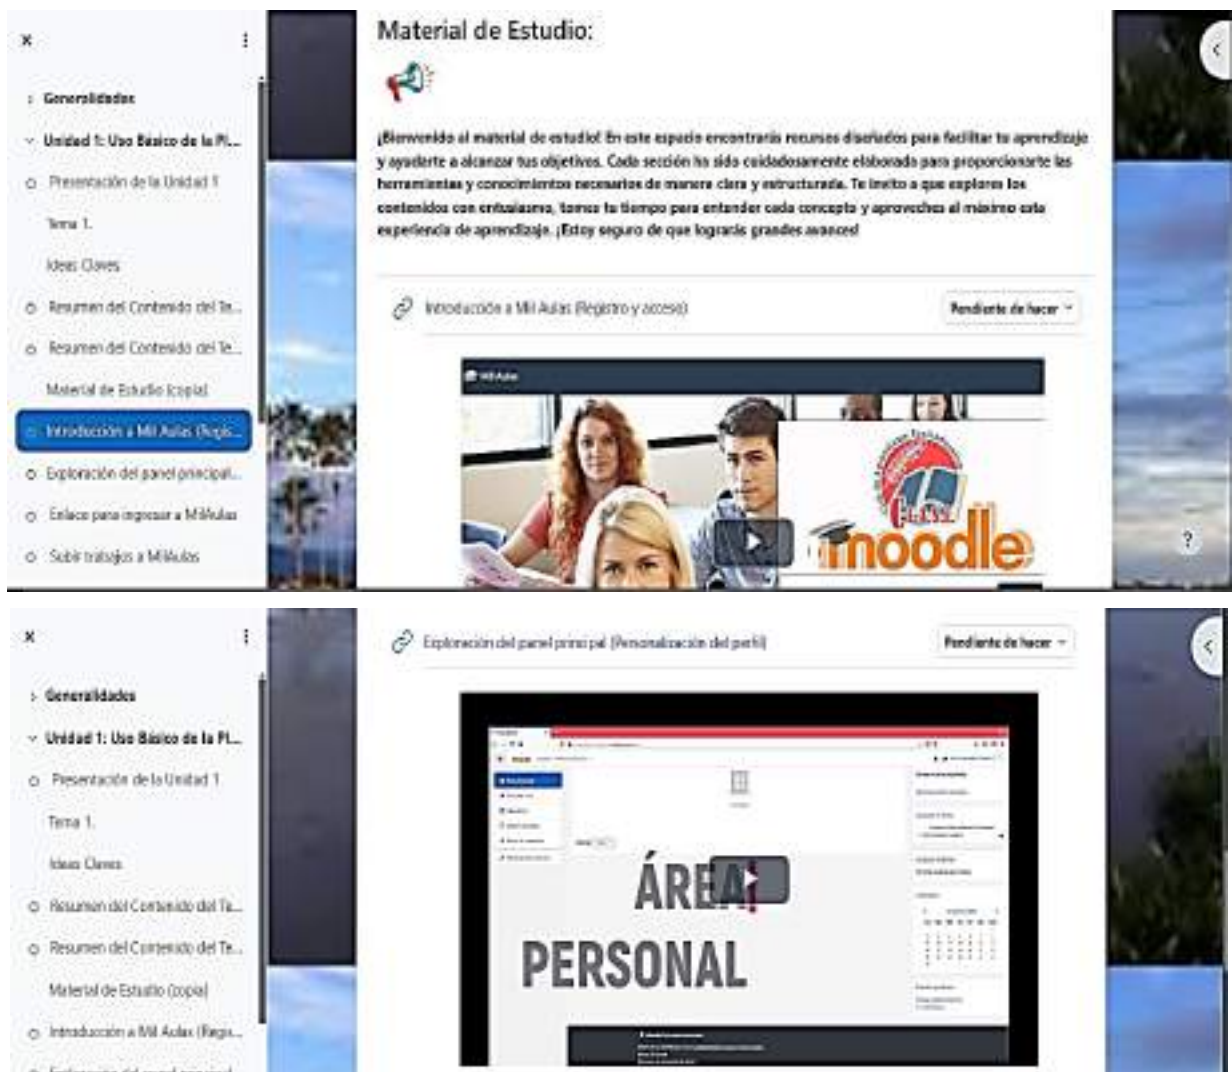 Material de Estudio:
Generalidades
¡Bienvenido al material de estudio! En este espacio encontrarás recursos diseñados para facilitar tu aprendizaje
Unidad 1: Uso Básico de la Pl...
y ayudarte a alcanzar tus objetivos. Cada sección ha sido cuidadosamente elaborada para proporcionarte las
herramientas y conocimientos necesarios de manera clara y estructurada. Te invito a que explores los
contenidos con entusiasmo, tomes tu tiempo para entender cada concepto y aproveches al máximo esta
experiencia de aprendizaje. ¡Estoy seguro de que lograrás grandes avances!
Presentación de la Unidad 1
Tema 1.
Ideas Claves
Resumen del Contenido del Te...
Resumen del Contenido del Te...
Material de Estudio (copia)
Introducción a Mil Aulas (Regis...
Exploración del panel principal...
Enlace para ingresar a MilAulas
Subir trabajos a MilAulas
Introducción a Mil Aulas (Registro y acceso)
Pendiente de hacer
Mil Aulas
moodle
?
Generalidades
Unidad 1: Uso Básico de la Pl...
Presentación de la Unidad 1
Tema 1.
Ideas Claves
Resumen del Contenido del Te...
Resumen del Contenido del Te...
Material de Estudio (copia)
Introducción a Mil Aulas (Regis...
Exploración del panel principal (Personalización del perfil)
Pendiente de hacer
ÁREA
PERSONAL